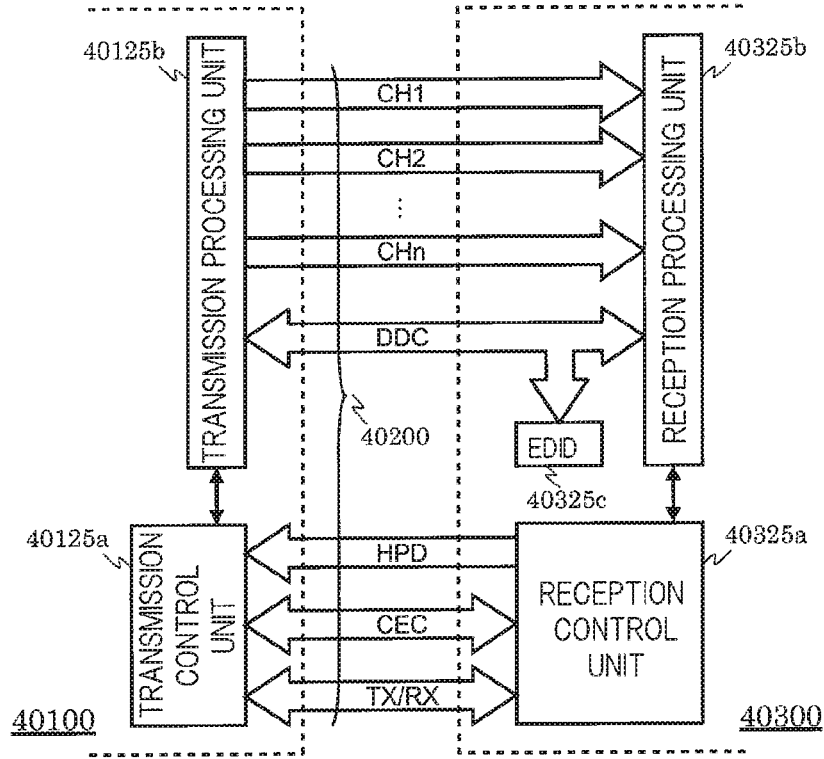 40125b
40325b
TRANSMISSION PROCESSING UNIT
RECEPTION PROCESSING UNIT
CH1
CH2
...
CHn
DDC
40200
EDID
40325c
40125a
40325a
TRANSMISSION
CONTROL
UNIT
HPD
CEC
TX/RX
RECEPTION
CONTROL
UNIT
40100
40300